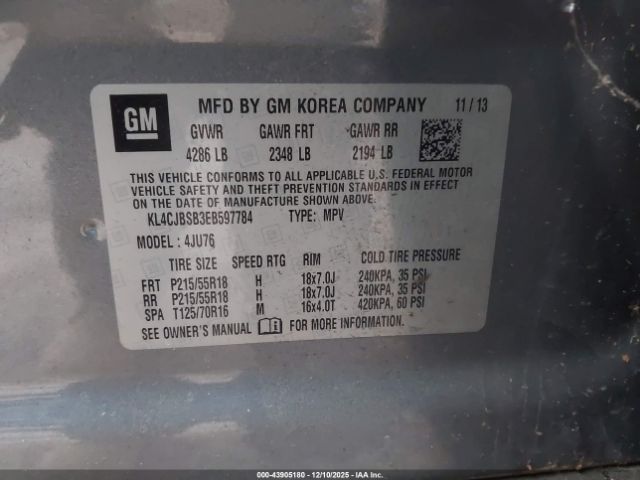 GM
MFD BY GM KOREA COMPANY 11 / 13
GVWR GAWR FRT GAWR RR
4286 LB 2348 LB 2194 LB
THIS VEHICLE CONFORMS TO ALL APPLICABLE U.S. FEDERAL MOTOR
VEHICLE SAFETY AND THEFT PREVENTION STANDARDS IN EFFECT
ON THE DATE OF MANUFACTURE SHOWN ABOVE.
KL4CJBSB3EB597784 TYPE: MPV
MODEL : 4JU76
TIRE SIZE SPEED RTG RIM COLD TIRE PRESSURE
FRT P215/55R18 H 18x7.0J 240KPA, 35 PSI
RR P215/55R18 H 18x7.0J 240KPA, 35 PSI
SPA T125/70R16 M 16x4.0T 420KPA, 60 PSI
SEE OWNER'S MANUAL FOR MORE INFORMATION.
000-43905180 - 12/10/2025 - IAAI.COM